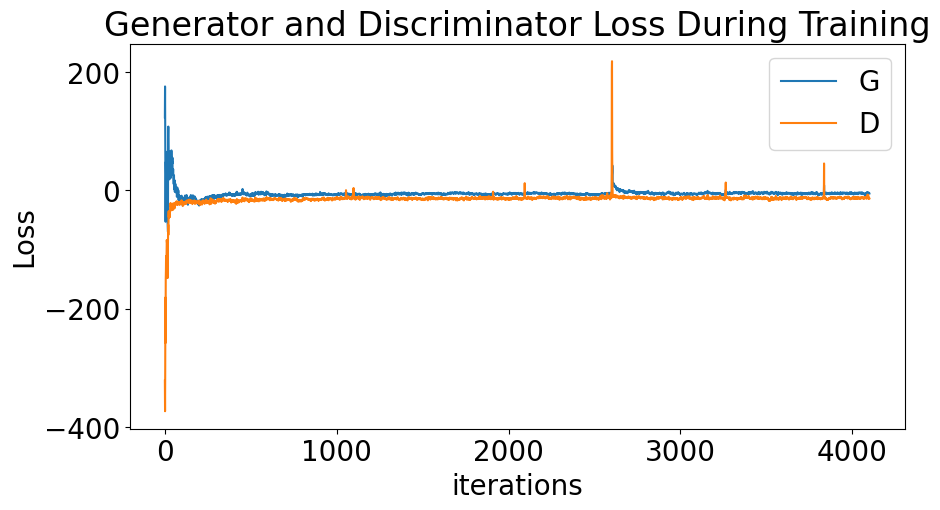 Generator and Discriminator Loss During Training
200
0
−200
−400
Loss
G
D
0
1000
2000
3000
4000
iterations